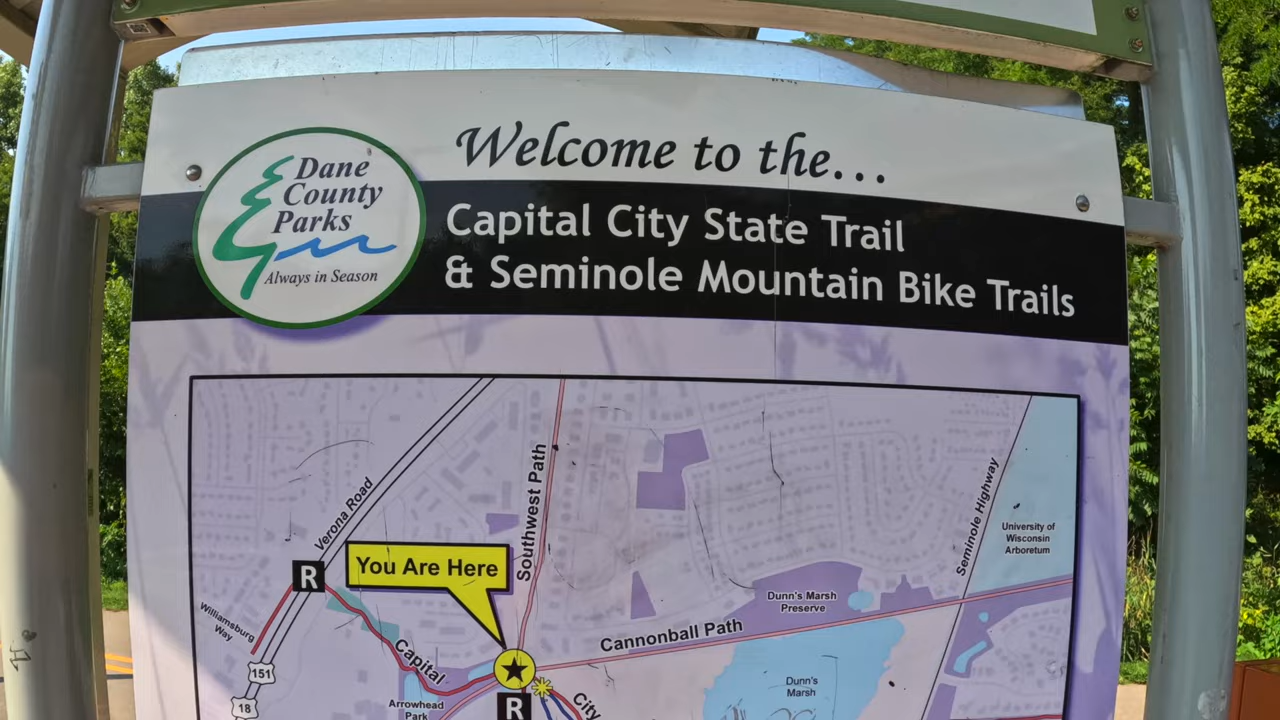 Welcome to the...
Dane
County
Parks
Always in Season
Capital City State Trail
& Seminole Mountain Bike Trails
Verona Road
Southwest Path
Seminole Highway
University of
Wisconsin
Arboretum
R
You Are Here
Williamsburg
Way
Dunn's Marsh
Preserve
Cannonball Path
Capital
151
18
Arrowhead
Park
R
City
Dunn's
Marsh